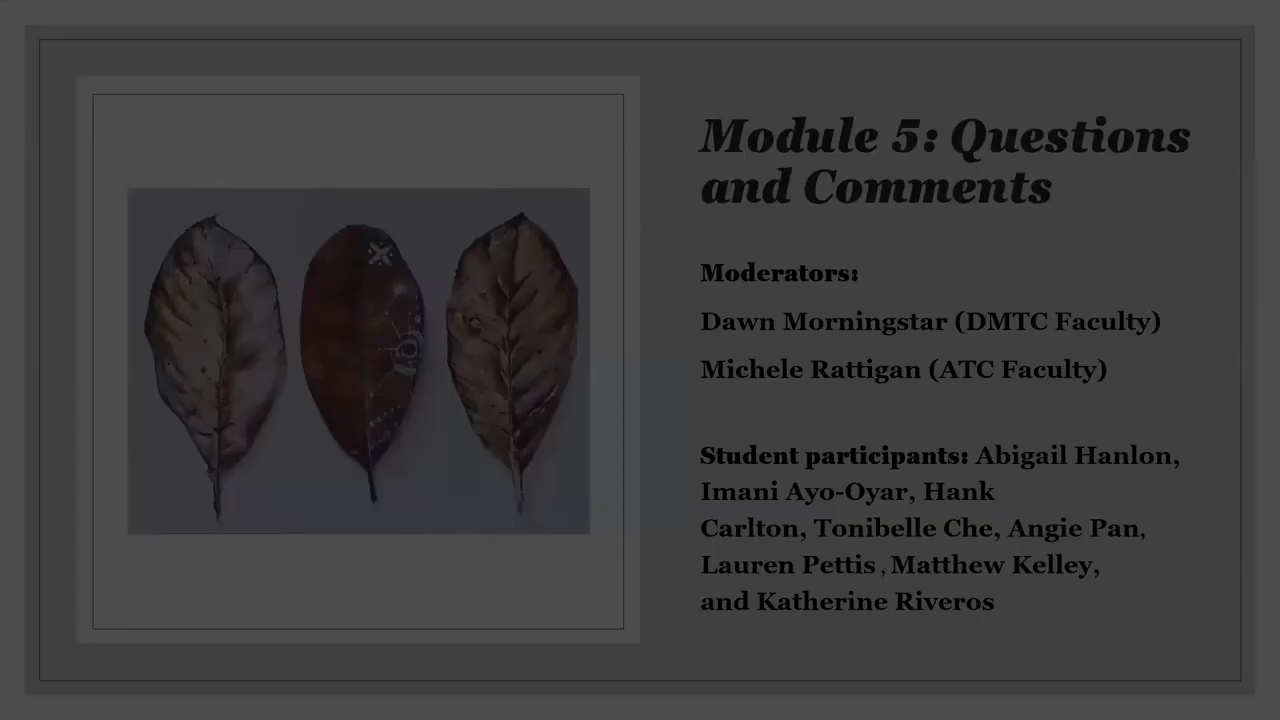 Module 5: Questions
and Comments
Moderators:
Dawn Morningstar (DMTC Faculty)
Michele Rattigan (ATC Faculty)
Student participants: Abigail Hanlon,
Imani Ayo-Oyar, Hank
Carlton, Tonibelle Che, Angie Pan,
Lauren Pettis , Matthew Kelley,
and Katherine Riveros